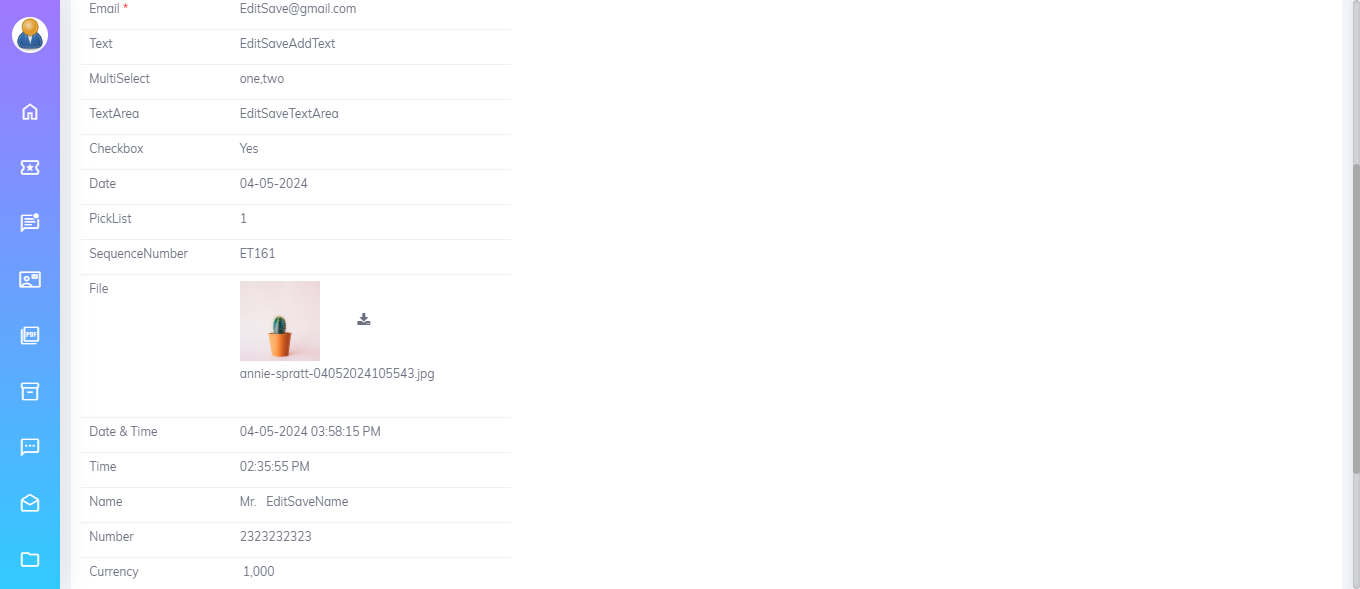 Email * EditSave@gmail.com
Text EditSaveAddText
MultiSelect one,two
TextArea EditSaveTextArea
Checkbox Yes
Date 04-05-2024
PickList 1
SequenceNumber ET161
File
annie-spratt-04052024105543.jpg
Date & Time 04-05-2024 03:58:15 PM
Time 02:35:55 PM
Name Mr. EditSaveName
Number 2323232323
Currency 1,000
PDF